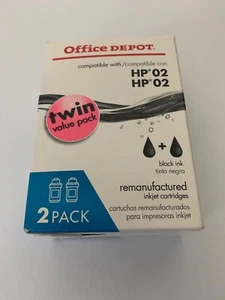 Office DEPOT
compatible with/compatible con:
HP® 02
HP® 02
twin
value pack
+
black ink
tinto negra
2 PACK
remanufactured
inkjet cartridges
cartuchos remanufacturados
para impresoras inkjet